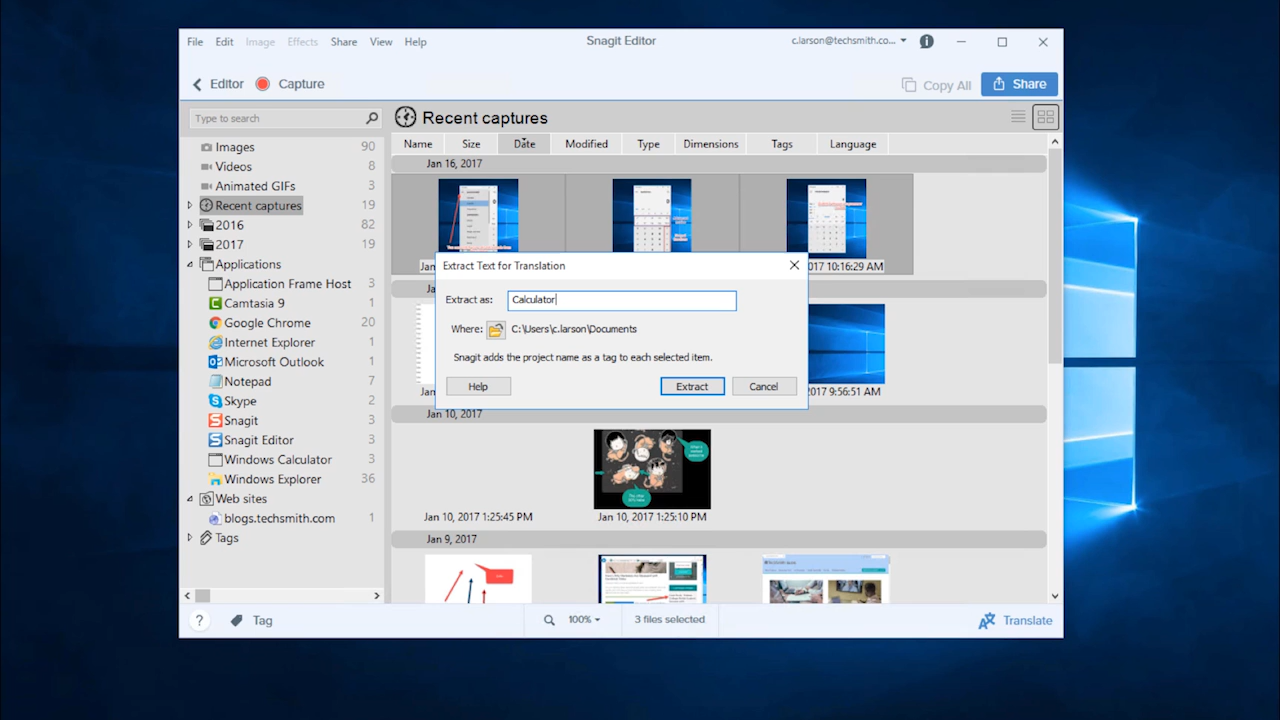 File Edit Image Effects Share View Help Snagit Editor c.larson@techsmith.co...
Editor Capture Copy All Share
Type to search Recent captures
Name Size Date Modified Type Dimensions Tags Language
Jan 16, 2017
Images 90
Videos 8
Animated GIFs 3
Recent captures 19
2016 82
2017 19
Applications
Application Frame Host 3
Camtasia 9 1
Google Chrome 20
Internet Explorer 1
Microsoft Outlook 1
Notepad 7
Skype 2
Snagit 3
Snagit Editor 3
Windows Calculator 3
Windows Explorer 36
Web sites
blogs.techsmith.com 1
Tags
2017 10:16:29 AM
Extract Text for Translation
Extract as: Calculator
Where: C:\Users\c.larson\Documents
Snagit adds the project name as a tag to each selected item.
Help Extract Cancel
2017 9:56:51 AM
Jan 10, 2017
Jan 10, 2017 1:25:45 PM Jan 10, 2017 1:25:10 PM
Jan 9, 2017
? Tag 100% 3 files selected Translate